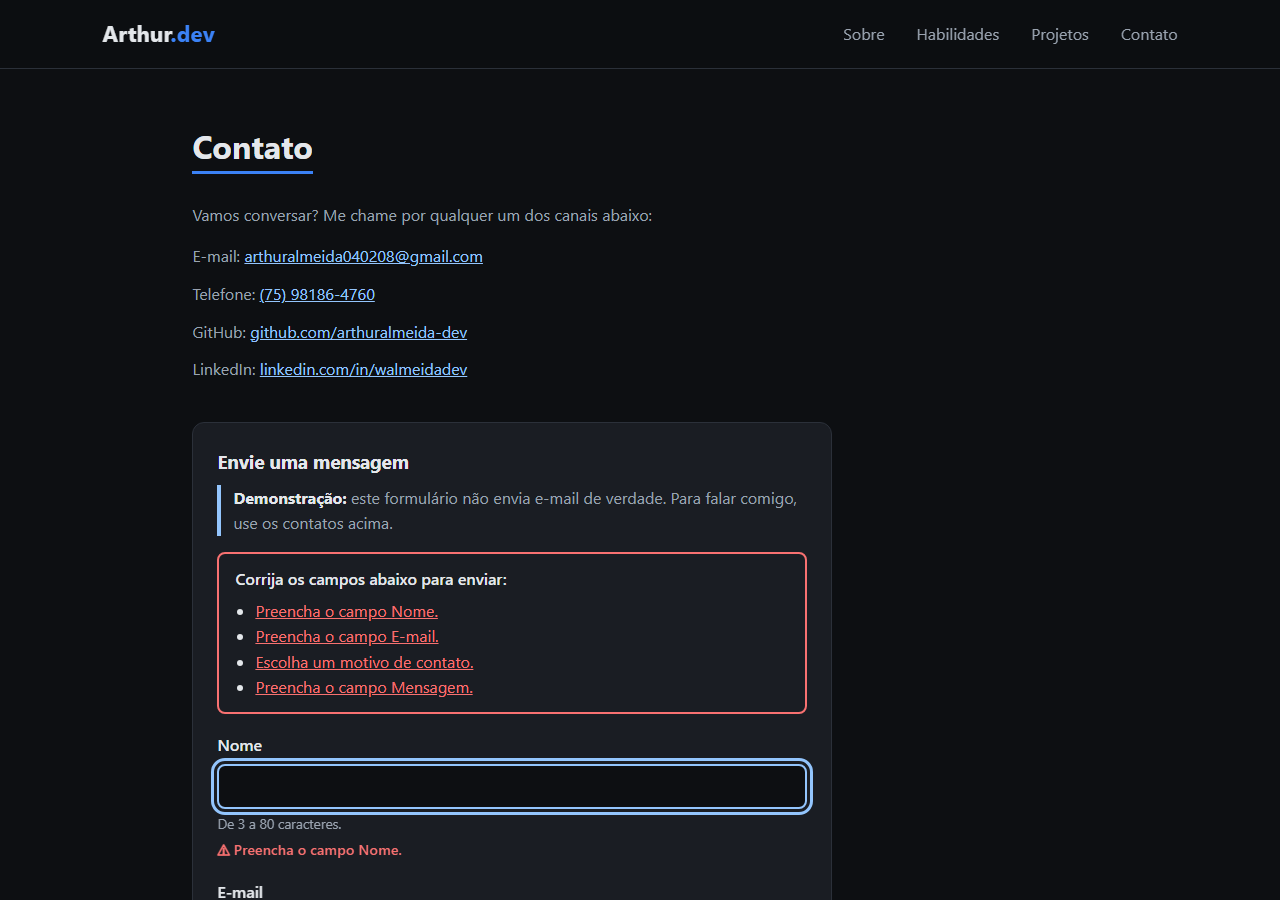 Arthur.dev
Sobre Habilidades Projetos Contato
Contato
Vamos conversar? Me chame por qualquer um dos canais abaixo:
E-mail: arthuralmeida040208@gmail.com
Telefone: (75) 98186-4760
GitHub: github.com/arthuralmeida-dev
LinkedIn: linkedin.com/in/walmeidadev
Envie uma mensagem
Demonstração: este formulário não envia e-mail de verdade. Para falar comigo,
use os contatos acima.
Corrija os campos abaixo para enviar:
Preencha o campo Nome.
Preencha o campo E-mail.
Escolha um motivo de contato.
Preencha o campo Mensagem.
Nome
De 3 a 80 caracteres.
⚠ Preencha o campo Nome.
E-mail